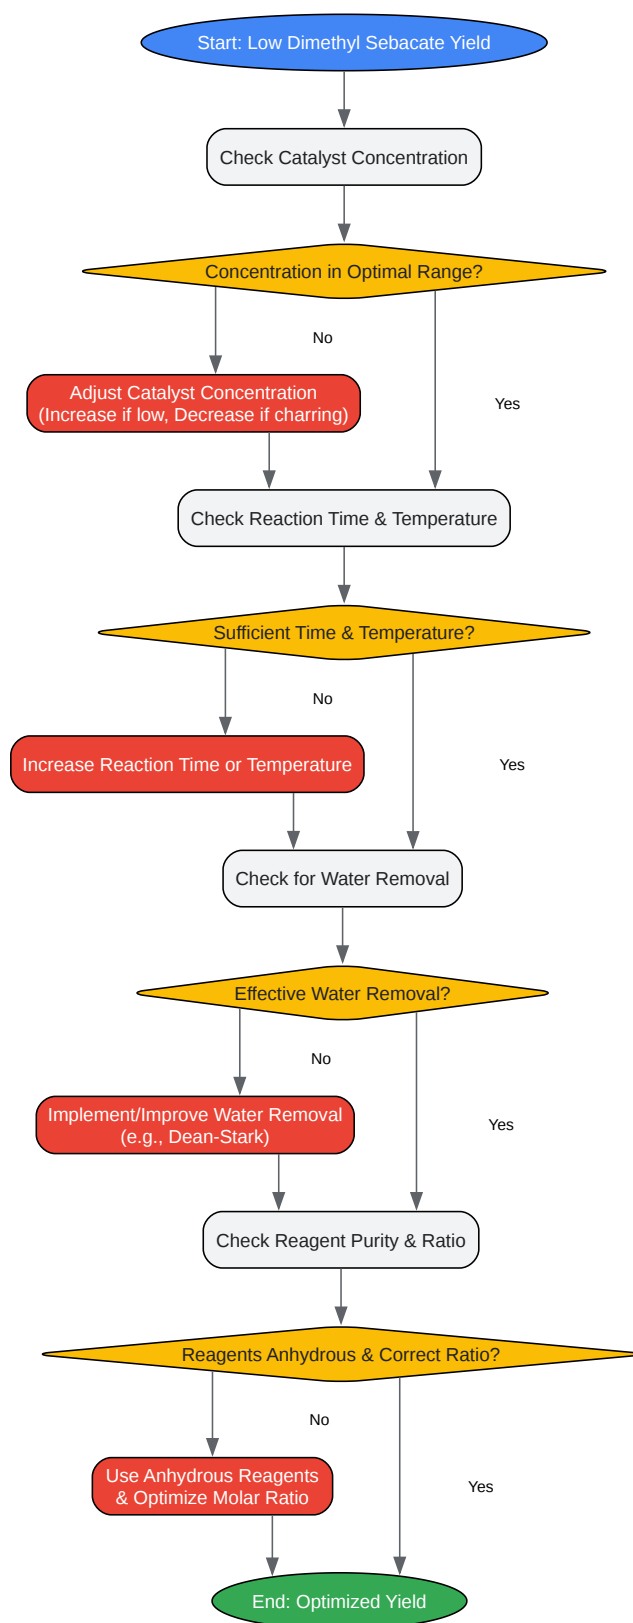 Start: Low Dimethyl Sebacate Yield
Check Catalyst Concentration
Concentration in Optimal Range?
No
Adjust Catalyst Concentration
(Increase if low, Decrease if charring)
Yes
Check Reaction Time & Temperature
Sufficient Time & Temperature?
No
Increase Reaction Time or Temperature
Yes
Check for Water Removal
Effective Water Removal?
No
Implement/Improve Water Removal
(e.g., Dean-Stark)
Yes
Check Reagent Purity & Ratio
Reagents Anhydrous & Correct Ratio?
No
Use Anhydrous Reagents
& Optimize Molar Ratio
Yes
End: Optimized Yield